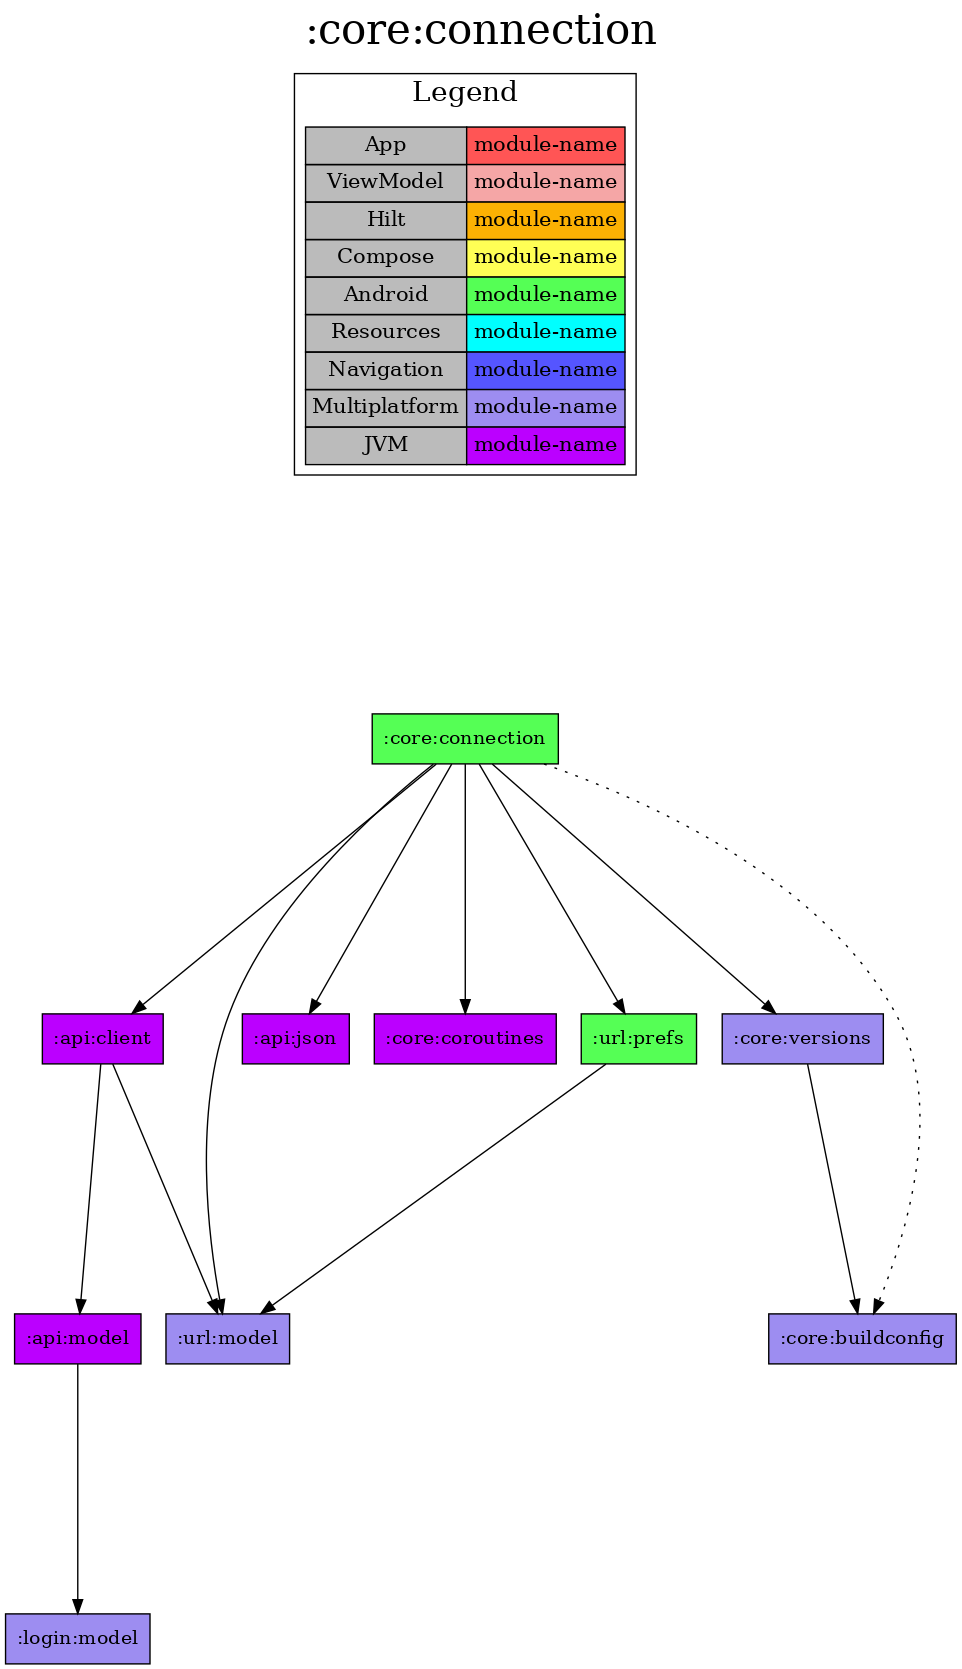 :core:connection
Legend
App module-name
ViewModel module-name
Hilt module-name
Compose module-name
Android module-name
Resources module-name
Navigation module-name
Multiplatform module-name
JVM module-name
:core:connection
:api:client :api:json :core:coroutines :url:prefs :core:versions
:api:model :url:model :core:buildconfig
:login:model